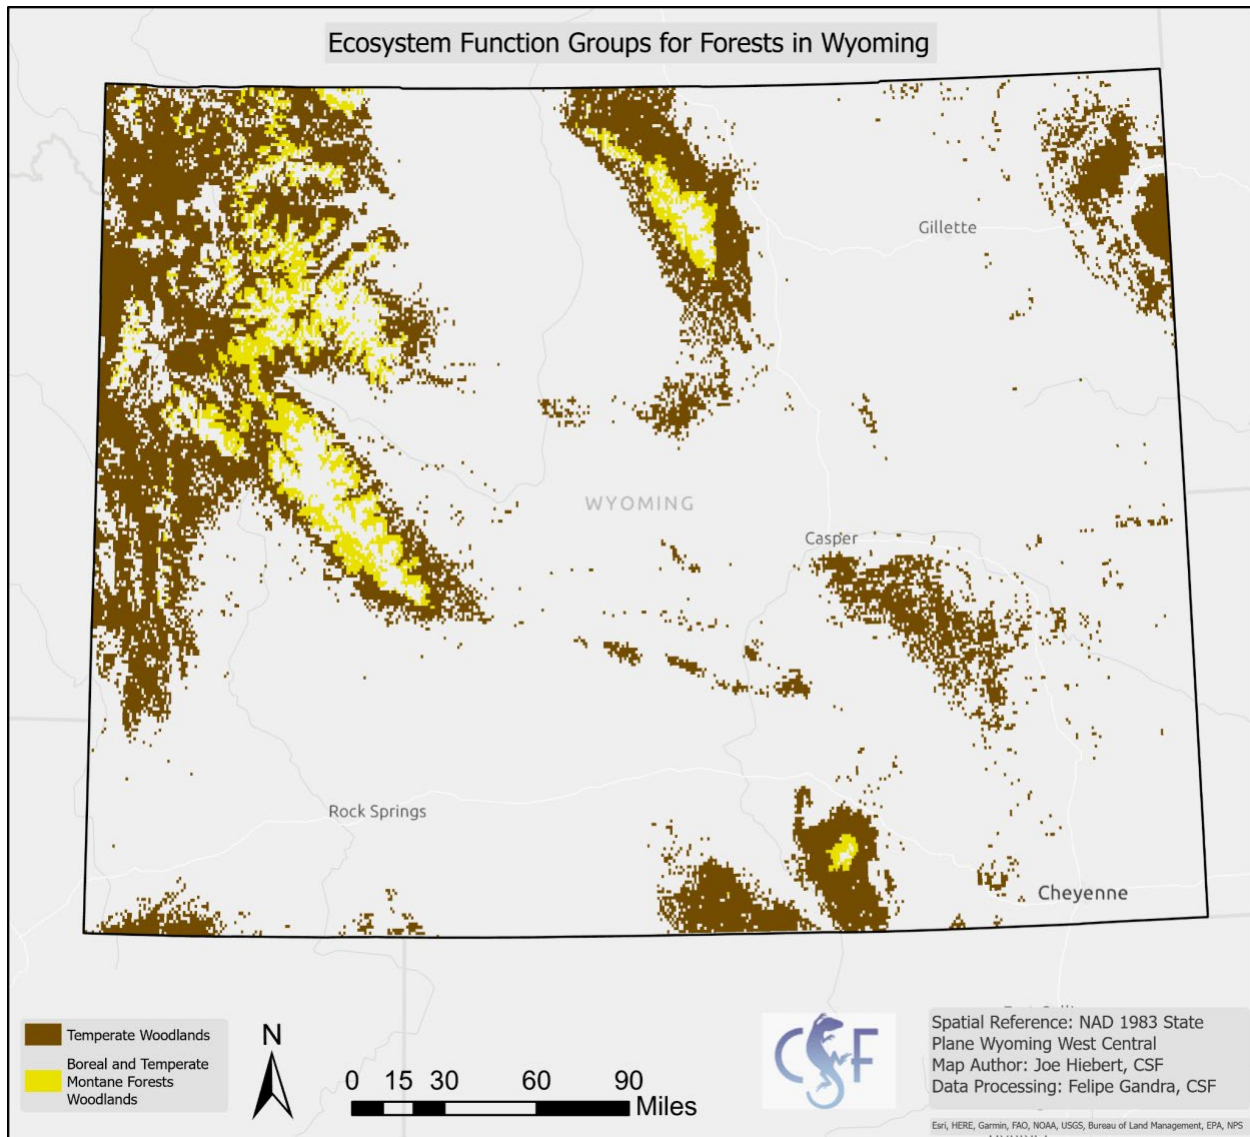 Ecosystem Function Groups for Forests in Wyoming
Gillette
WYOMING
Casper
Rock Springs
Cheyenne
Temperate Woodlands
Boreal and Temperate
Montane Forests
Woodlands
N
0 15 30 60 90
Miles
CSF
Spatial Reference: NAD 1983 State
Plane Wyoming West Central
Map Author: Joe Hiebert, CSF
Data Processing: Felipe Gandra, CSF
Esri, HERE, Garmin, FAO, NOAA, USGS, Bureau of Land Management, EPA, NPS